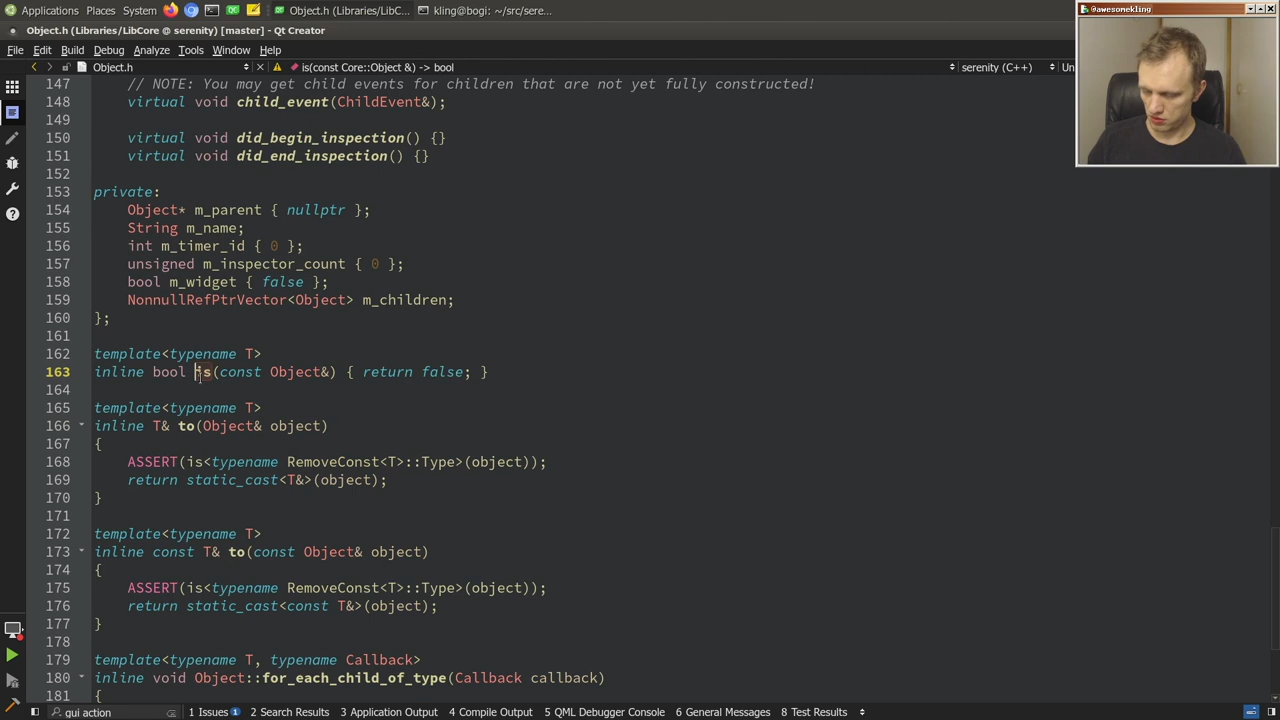 Applications Places System Object.h (Libraries/LibC... kling@bogi: ~/src/sere...
Object.h (Libraries/LibCore @ serenity) [master] - Qt Creator
@awesomekling
File Edit Build Debug Analyze Tools Window Help
Object.h is(const Core::Object &) -> bool serenity (C++)
147 // NOTE: You may get child events for children that are not yet fully constructed!
148 virtual void child_event(ChildEvent&);
149
150 virtual void did_begin_inspection() {}
151 virtual void did_end_inspection() {}
152
153 private:
154 Object* m_parent { nullptr };
155 String m_name;
156 int m_timer_id { 0 };
157 unsigned m_inspector_count { 0 };
158 bool m_widget { false };
159 NonnullRefPtrVector<Object> m_children;
160 };
161
162 template<typename T>
163 inline bool is(const Object&) { return false; }
164
165 template<typename T>
166 inline T& to(Object& object)
167 {
168 ASSERT(is<typename RemoveConst<T>::Type>(object));
169 return static_cast<T&>(object);
170 }
171
172 template<typename T>
173 inline const T& to(const Object& object)
174 {
175 ASSERT(is<typename RemoveConst<T>::Type>(object));
176 return static_cast<const T&>(object);
177 }
178
179 template<typename T, typename Callback>
180 inline void Object::for_each_child_of_type(Callback callback)
181 {
gui action 1 Issues 1 2 Search Results 3 Application Output 4 Compile Output 5 QML Debugger Console 6 General Messages 8 Test Results